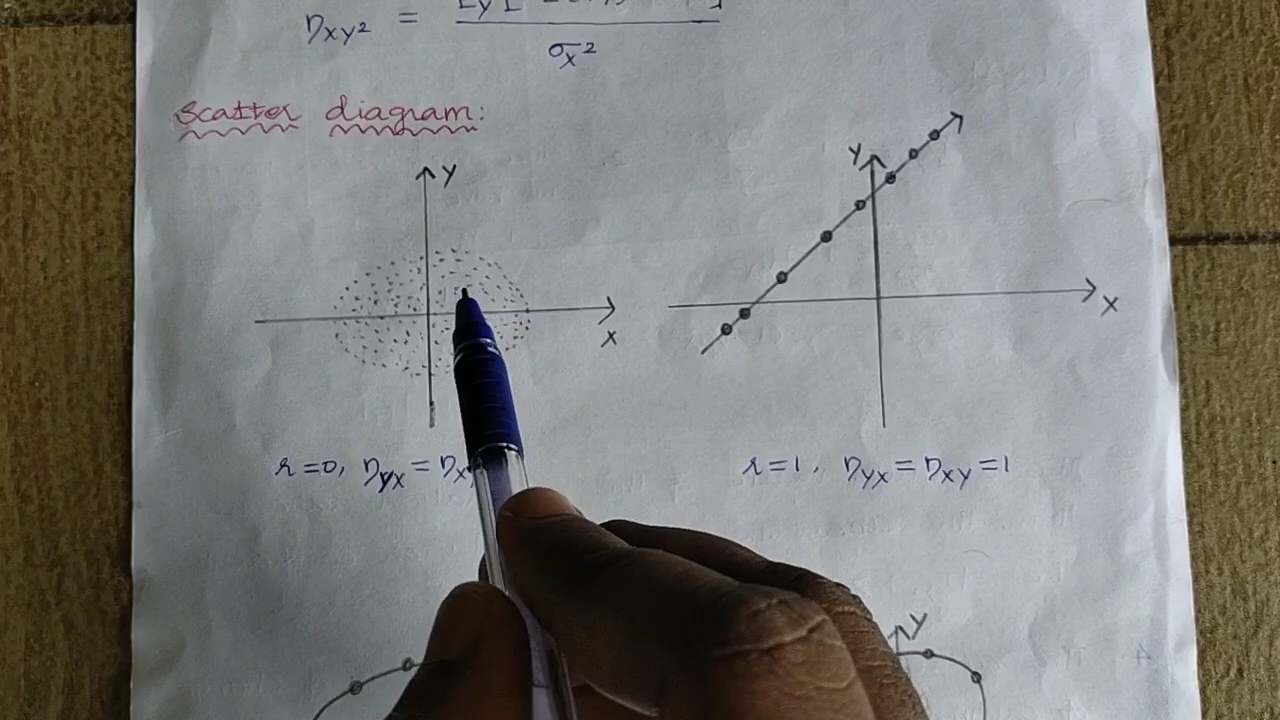 ηxy² =
σx²
Scatter diagram:
Y
X
Y
X
r=0, ηyx = ηx
r=1, ηyx = ηxy = 1
Y